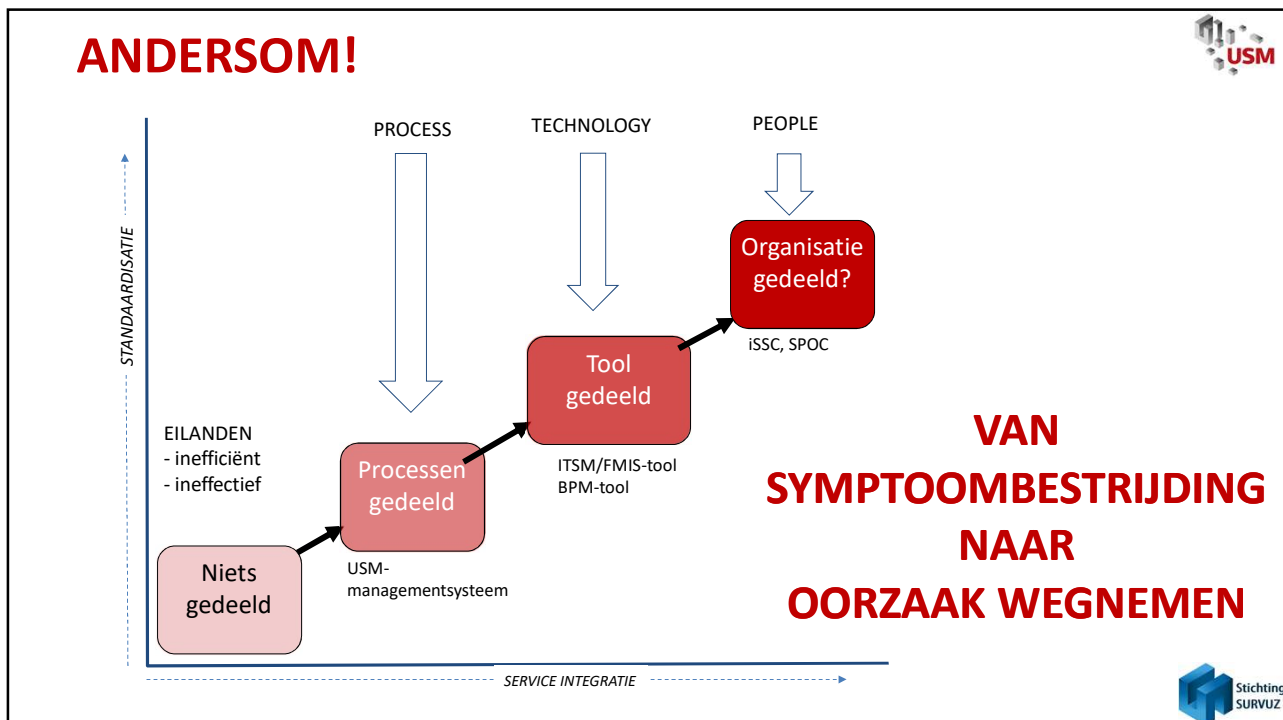 ANDERSOM!
USM
PROCESS
TECHNOLOGY
PEOPLE
STANDAARDISATIE
Organisatie
gedeeld?
iSSC, SPOC
Tool
gedeeld
ITSM/FMIS-tool
BPM-tool
EILANDEN
- inefficiënt
- ineffectief
Processen
gedeeld
USM-
managementsysteem
Niets
gedeeld
VAN
SYMPTOOMBESTRIJDING
NAAR
OORZAAK WEGNEMEN
SERVICE INTEGRATIE
Stichting
SURVUZ